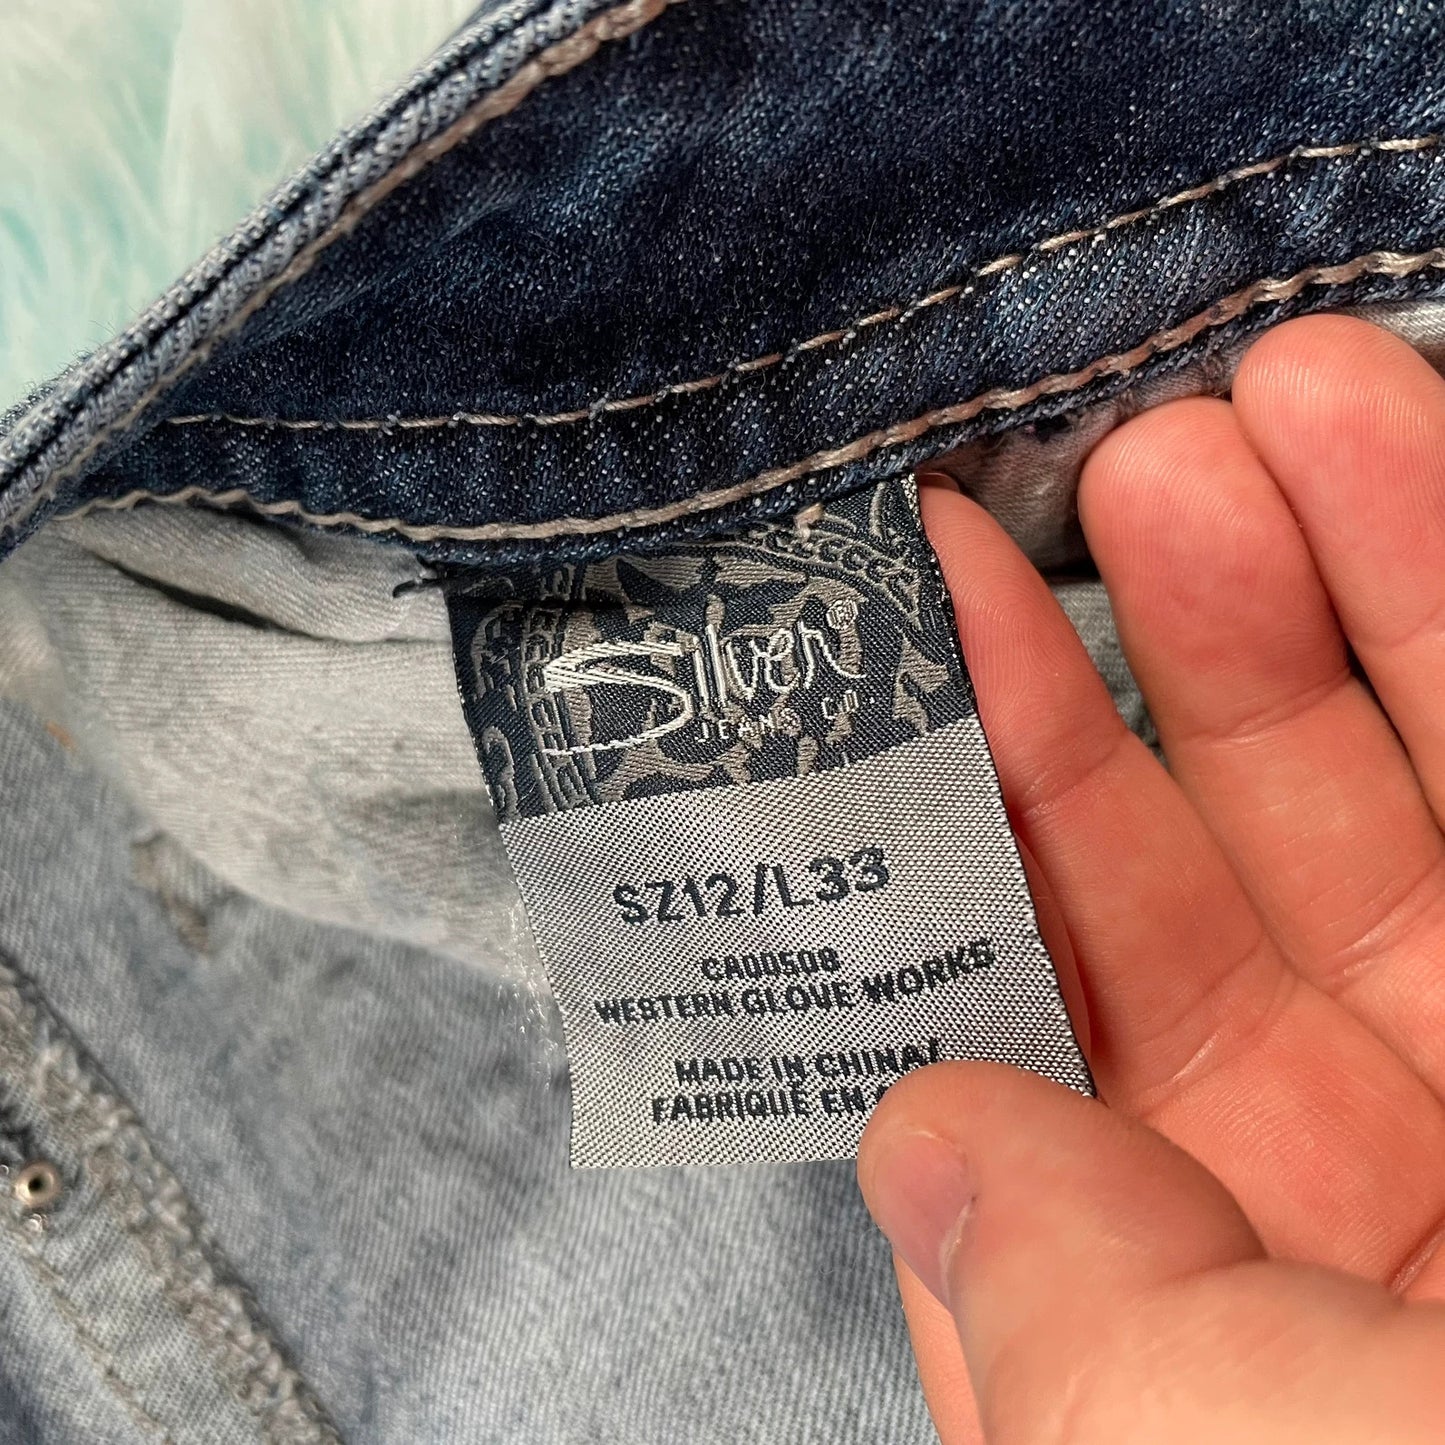 Silver®
JEANS CO.
SZ12/L33
CA00508
WESTERN GLOVE WORKS
MADE IN CHINA/
FABRIQUÉ EN